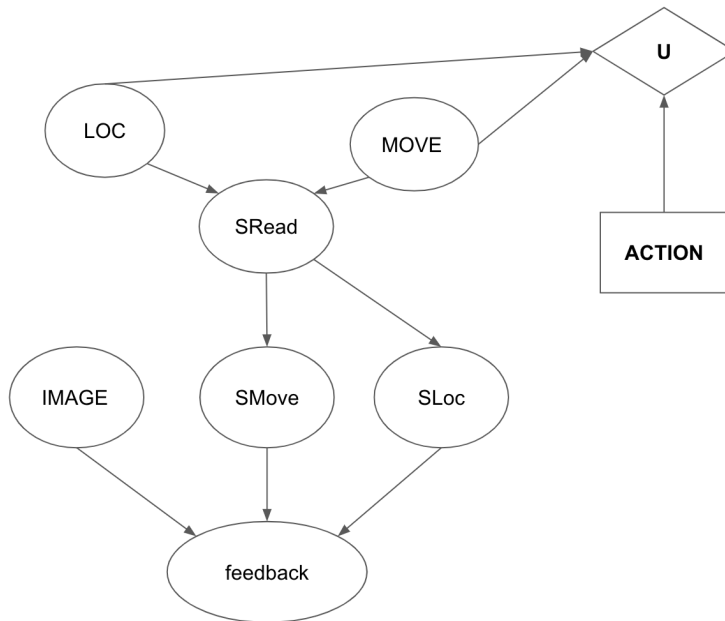 U
LOC
MOVE
SRead
ACTION
IMAGE
SMove
SLoc
feedback